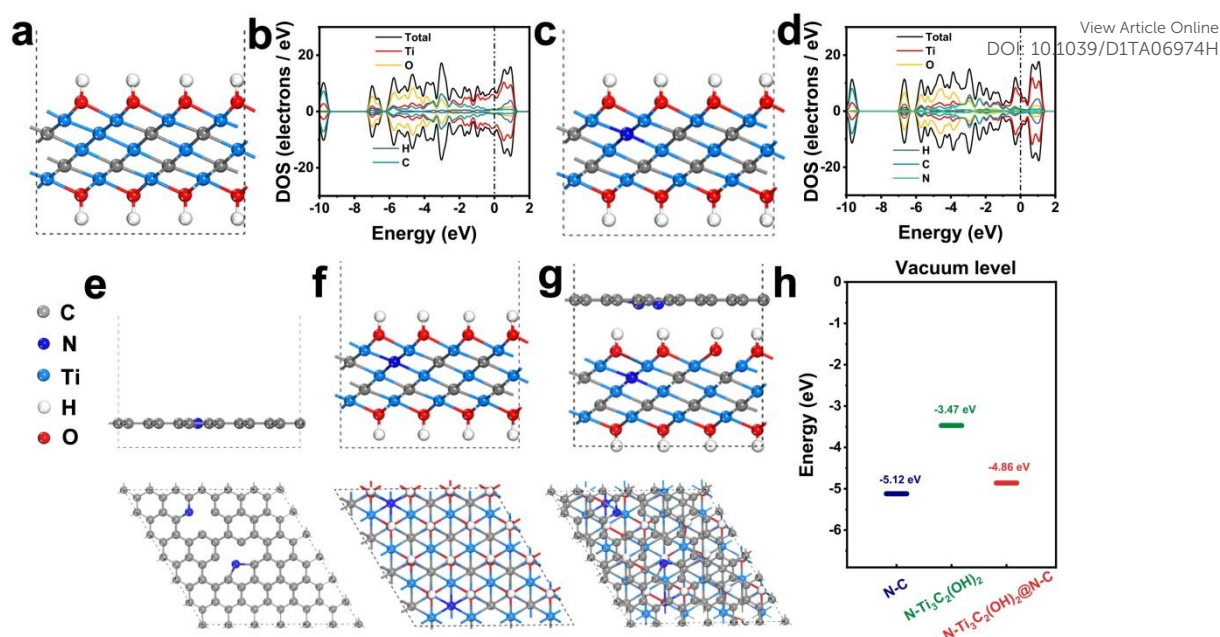 View Article Online
DOI: 10.1039/D1TA06974H
a
b
DOS (electrons / eV)
20
0
-20
Total
Ti
O
H
C
-10 -8 -6 -4 -2 0 2
Energy (eV)
c
d
DOS (electrons / eV)
20
0
-20
Total
Ti
O
H
C
N
-10 -8 -6 -4 -2 0 2
Energy (eV)
C
N
Ti
H
O
e
f
g
h
Vacuum level
Energy (eV)
0
-1
-2
-3
-4
-5
-6
-5.12 eV
-3.47 eV
-4.86 eV
N-C
N-Ti₃C₂(OH)₂
N-Ti₃C₂(OH)₂@N-C